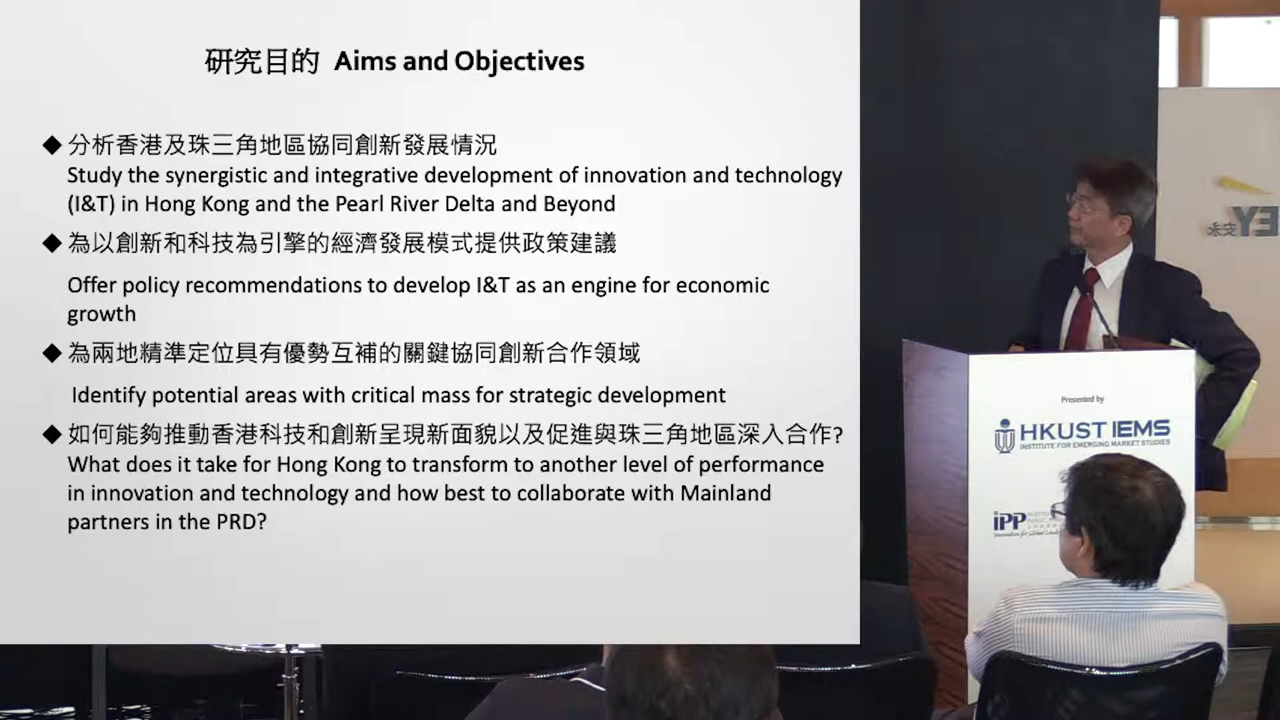 研究目的 Aims and Objectives
◆ 分析香港及珠三角地區協同創新發展情況
Study the synergistic and integrative development of innovation and technology
(I&T) in Hong Kong and the Pearl River Delta and Beyond
◆ 為以創新和科技為引擎的經濟發展模式提供政策建議
Offer policy recommendations to develop I&T as an engine for economic
growth
◆ 為兩地精準定位具有優勢互補的關鍵協同創新合作領域
Identify potential areas with critical mass for strategic development
◆ 如何能夠推動香港科技和創新呈現新面貌以及促進與珠三角地區深入合作?
What does it take for Hong Kong to transform to another level of performance
in innovation and technology and how best to collaborate with Mainland
partners in the PRD?
EY
安永
Presented by
HKUST IEMS
INSTITUTE FOR EMERGING MARKET STUDIES
iPP
Innovation for Global